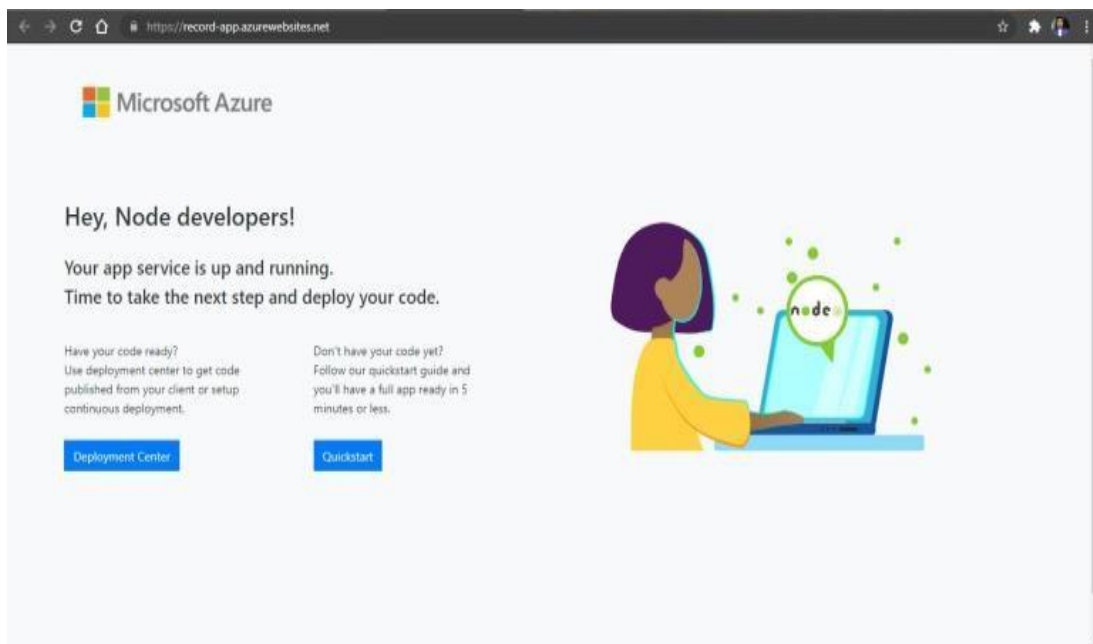 https://record-app.azurewebsites.net
Microsoft Azure
Hey, Node developers!
Your app service is up and running.
Time to take the next step and deploy your code.
Have your code ready?
Use deployment center to get code
published from your client or setup
continuous deployment.
Deployment Center
Don't have your code yet?
Follow our quickstart guide and
you'll have a full app ready in 5
minutes or less.
Quickstart
node